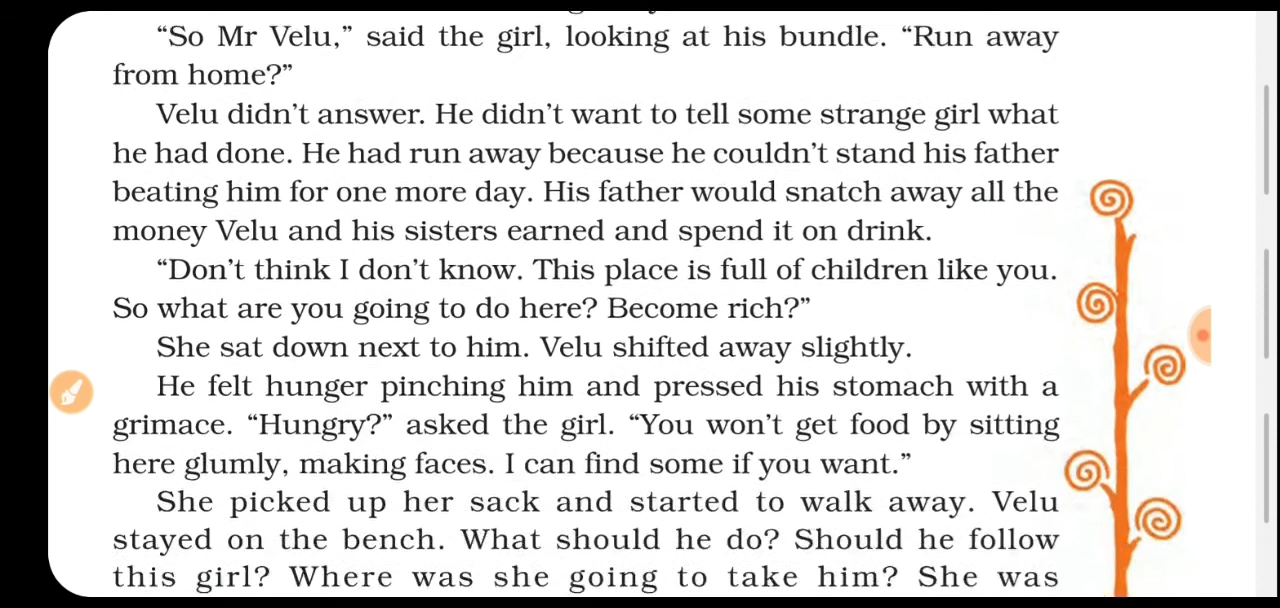 “So Mr Velu,” said the girl, looking at his bundle. “Run away
from home?”
Velu didn’t answer. He didn’t want to tell some strange girl what
he had done. He had run away because he couldn’t stand his father
beating him for one more day. His father would snatch away all the
money Velu and his sisters earned and spend it on drink.
“Don’t think I don’t know. This place is full of children like you.
So what are you going to do here? Become rich?”
She sat down next to him. Velu shifted away slightly.
He felt hunger pinching him and pressed his stomach with a
grimace. “Hungry?” asked the girl. “You won’t get food by sitting
here glumly, making faces. I can find some if you want.”
She picked up her sack and started to walk away. Velu
stayed on the bench. What should he do? Should he follow
this girl? Where was she going to take him? She was